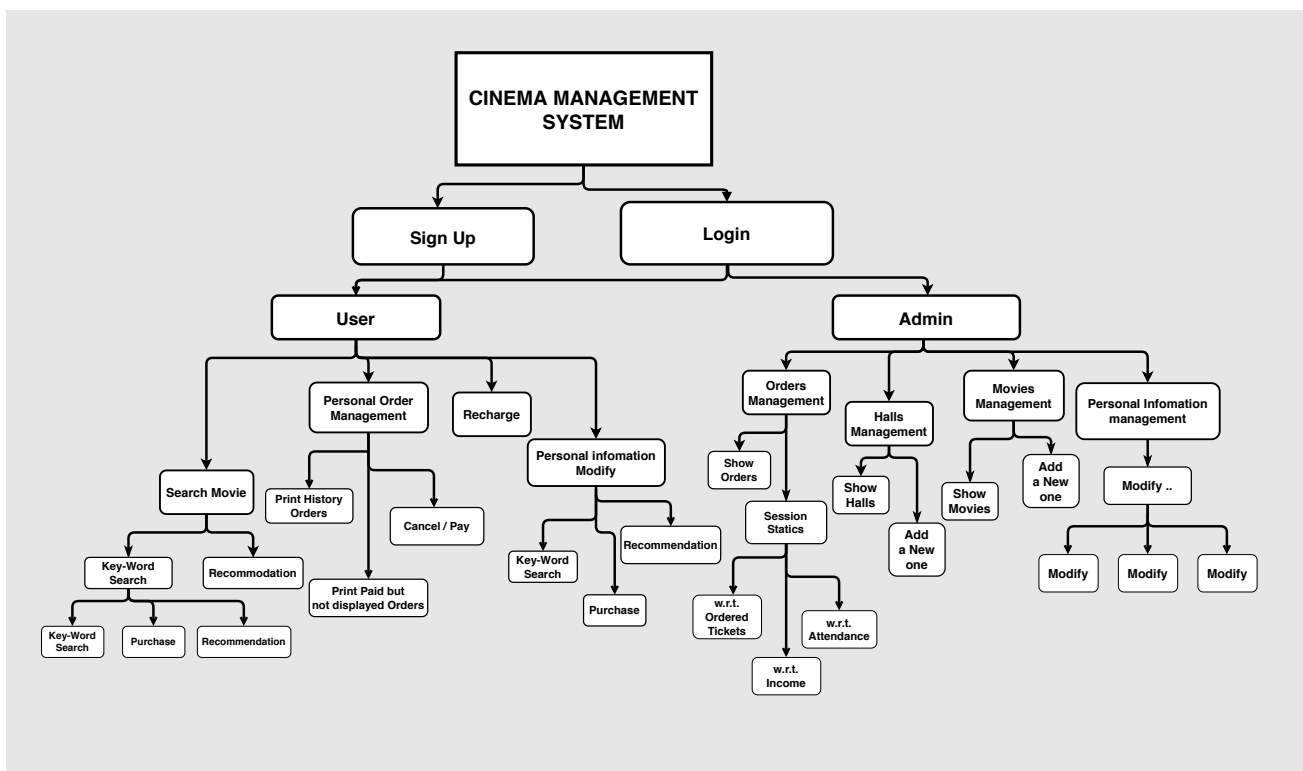 CINEMA MANAGEMENT
SYSTEM
Sign Up
Login
User
Admin
Personal Order
Management
Recharge
Orders
Management
Halls
Management
Movies
Management
Personal Infomation
management
Search Movie
Print History
Orders
Cancel / Pay
Personal infomation
Modify
Show
Orders
Session
Statics
Show
Halls
Add
a New
one
Show
Movies
Add
a New
one
Modify ..
Key-Word
Search
Recommodation
Print Paid but
not displayed Orders
Key-Word
Search
Purchase
Recommendation
w.r.t.
Ordered
Tickets
w.r.t.
Income
w.r.t.
Attendance
Modify
Modify
Modify
Key-Word
Search
Purchase
Recommendation